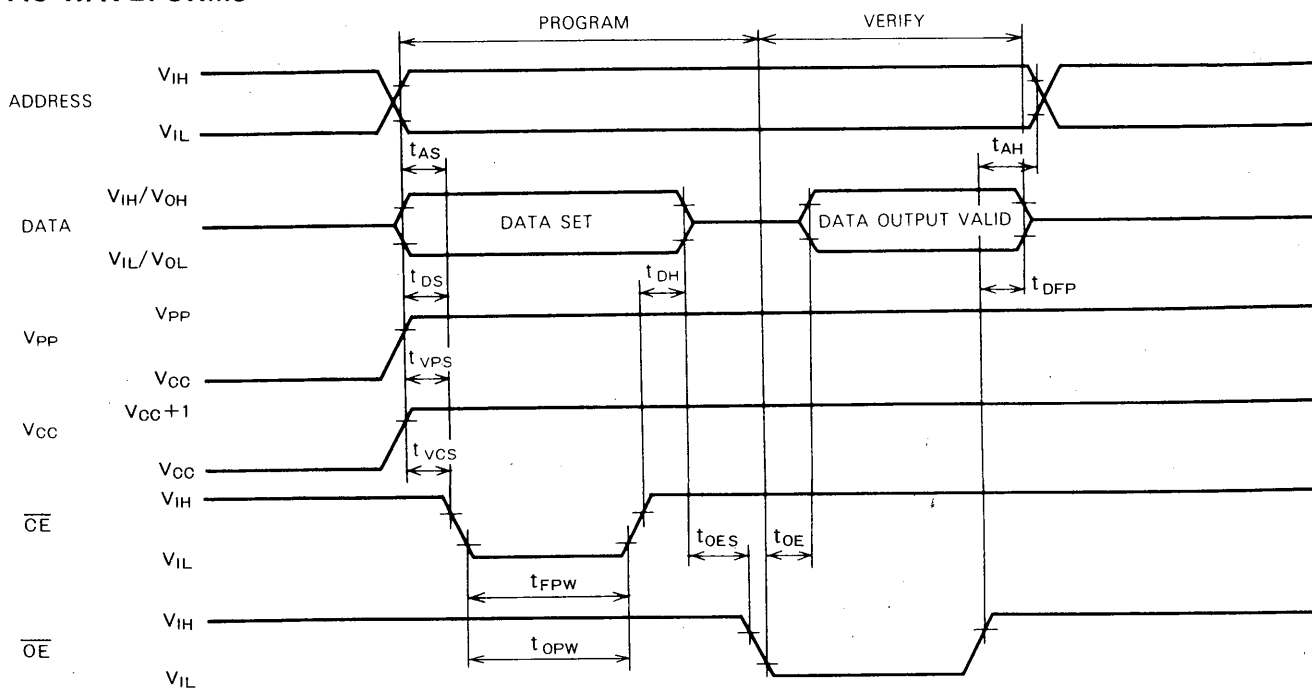 PROGRAM VERIFY
VIH
ADDRESS
VIL
tAS
tAH
VIH/VOH
DATA
DATA SET
DATA OUTPUT VALID
VIL/VOL
tDS
tDH
tDFP
VPP
VPP
VCC
tVPS
VCC+1
VCC
VCC
tVCS
VIH
CE
VIL
tOES
tOE
tFPW
VIH
OE
VIL
tOPW